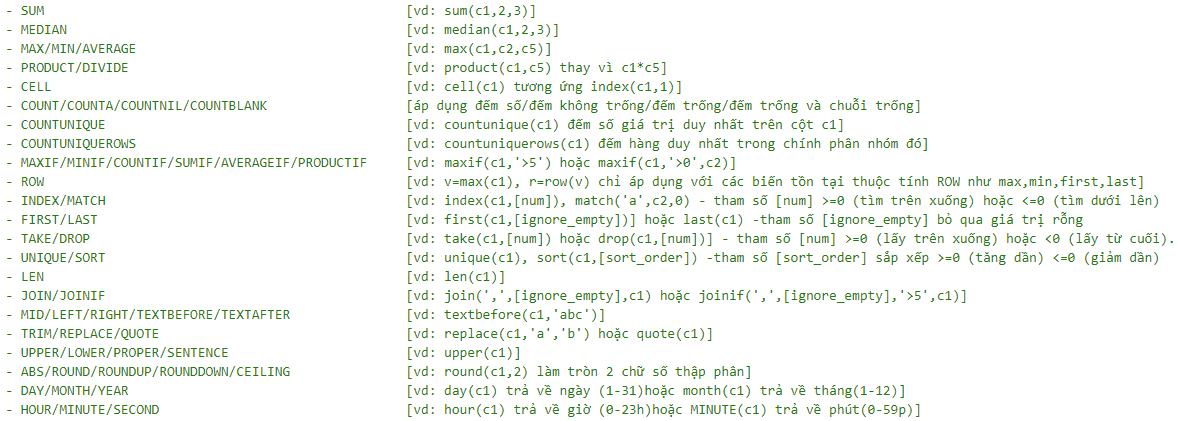 - SUM [vd: sum(c1,2,3)]
- MEDIAN [vd: median(c1,2,3)]
- MAX/MIN/AVERAGE [vd: max(c1,c2,c5)]
- PRODUCT/DIVIDE [vd: product(c1,c5) thay vì c1*c5]
- CELL [vd: cell(c1) tương ứng index(c1,1)]
- COUNT/COUNTA/COUNTNIL/COUNTBLANK [áp dụng đếm số/đếm không trống/đếm trống/đếm trống và chuỗi trống]
- COUNTUNIQUE [vd: countunique(c1) đếm số giá trị duy nhất trên cột c1]
- COUNTUNIQUEROWS [vd: countuniquerows(c1) đếm hàng duy nhất trong chính phân nhóm đó]
- MAXIF/MINIF/COUNTIF/SUMIF/AVERAGEIF/PRODUCTIF [vd: maxif(c1,'>5') hoặc maxif(c1,'>0',c2)]
- ROW [vd: v=max(c1), r=row(v) chỉ áp dụng với các biến tồn tại thuộc tính ROW như max,min,first,last]
- INDEX/MATCH [vd: index(c1,[num]), match('a',c2,0) - tham số [num] >=0 (tìm trên xuống) hoặc <=0 (tìm dưới lên)
- FIRST/LAST [vd: first(c1,[ignore_empty])] hoặc last(c1) -tham số [ignore_empty] bỏ qua giá trị rỗng
- TAKE/DROP [vd: take(c1,[num]) hoặc drop(c1,[num])] - tham số [num] >=0 (lấy trên xuống) hoặc <0 (lấy từ cuối).
- UNIQUE/SORT [vd: unique(c1), sort(c1,[sort_order]) -tham số [sort_order] sắp xếp >=0 (tăng dần) <=0 (giảm dần)
- LEN [vd: len(c1)]
- JOIN/JOINIF [vd: join(',',[ignore_empty],c1) hoặc joinif(',',[ignore_empty],'>5',c1)]
- MID/LEFT/RIGHT/TEXTBEFORE/TEXTAFTER [vd: textbefore(c1,'abc')]
- TRIM/REPLACE/QUOTE [vd: replace(c1,'a','b') hoặc quote(c1)]
- UPPER/LOWER/PROPER/SENTENCE [vd: upper(c1)]
- ABS/ROUND/ROUNDUP/ROUNDDOWN/CEILING [vd: round(c1,2) làm tròn 2 chữ số thập phân]
- DAY/MONTH/YEAR [vd: day(c1) trả về ngày (1-31)hoặc month(c1) trả về tháng(1-12)]
- HOUR/MINUTE/SECOND [vd: hour(c1) trả về giờ (0-23h)hoặc MINUTE(c1) trả về phút(0-59p)]